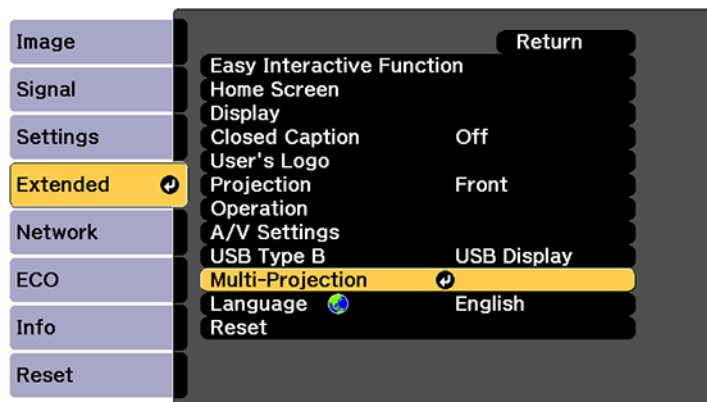 Image
Signal
Settings
Extended
Network
ECO
Info
Reset
Return
Easy Interactive Function
Home Screen
Display
Closed Caption Off
User's Logo
Projection Front
Operation
A/V Settings
USB Type B USB Display
Multi-Projection
Language English
Reset